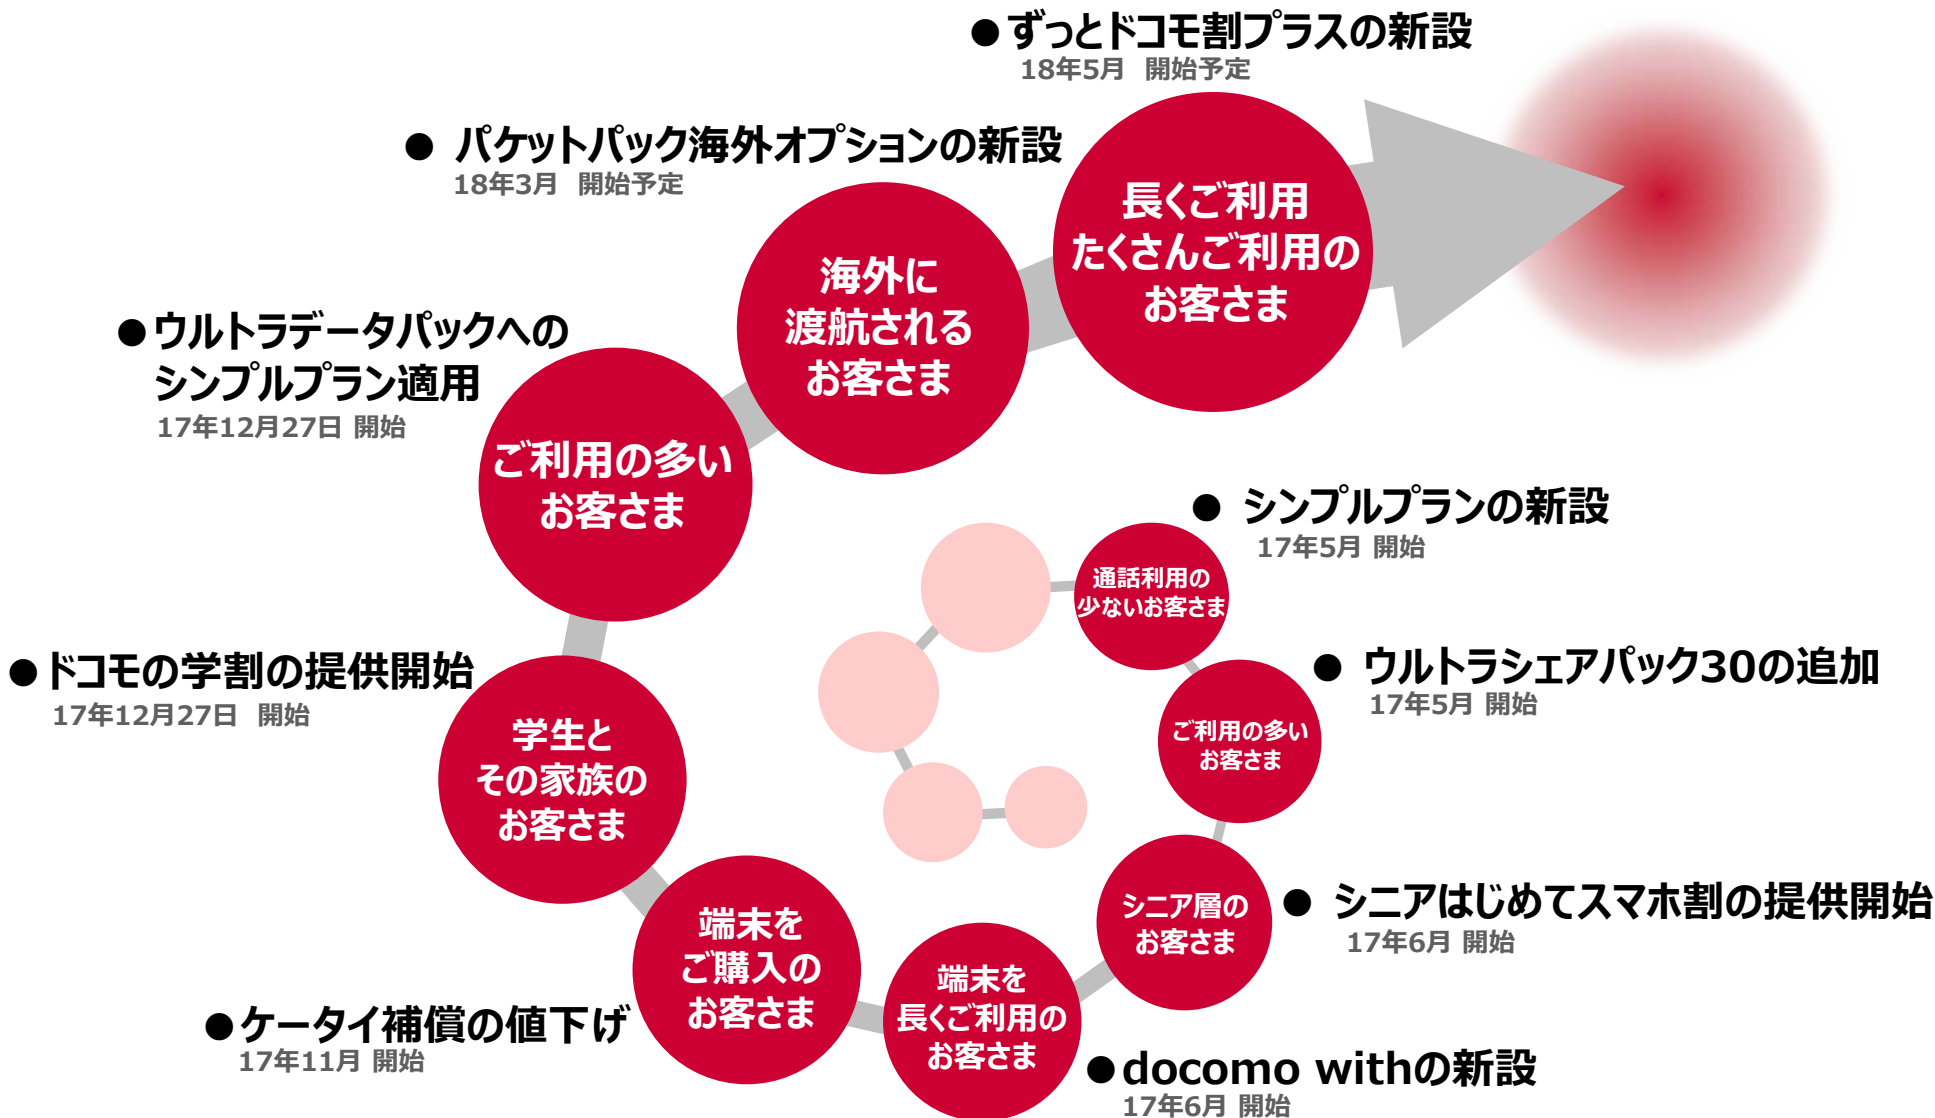 ●ずっとドコモ割プラスの新設
18年5月 開始予定
● パケットパック海外オプションの新設
18年3月 開始予定
長くご利用
たくさんご利用の
お客さま
海外に
渡航される
お客さま
●ウルトラデータパックへの
シンプルプラン適用
17年12月27日 開始
ご利用の多い
お客さま
● シンプルプランの新設
17年5月 開始
通話利用の
少ないお客さま
● ウルトラシェアパック30の追加
17年5月 開始
ご利用の多い
お客さま
●ドコモの学割の提供開始
17年12月27日 開始
学生と
その家族の
お客さま
シニア層の
お客さま
● シニアはじめてスマホ割の提供開始
17年6月 開始
端末を
ご購入の
お客さま
端末を
長くご利用の
お客さま
●ケータイ補償の値下げ
17年11月 開始
●docomo withの新設
17年6月 開始